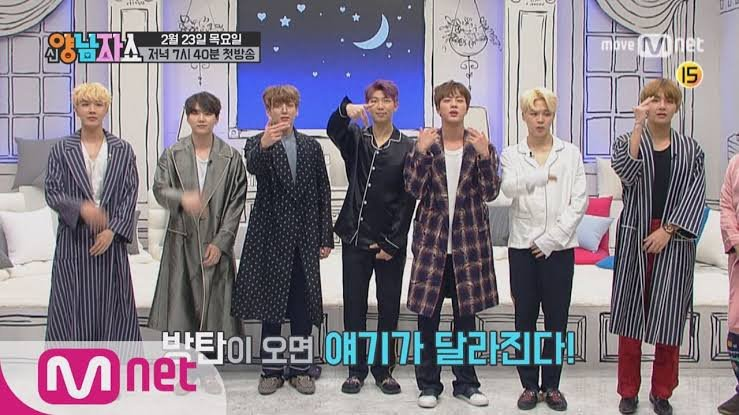 신양남자쇼
2월 23일 목요일
저녁 7시 40분 첫방송
move Mnet
15
방탄이 오면 얘기가 달라진다!
Mnet